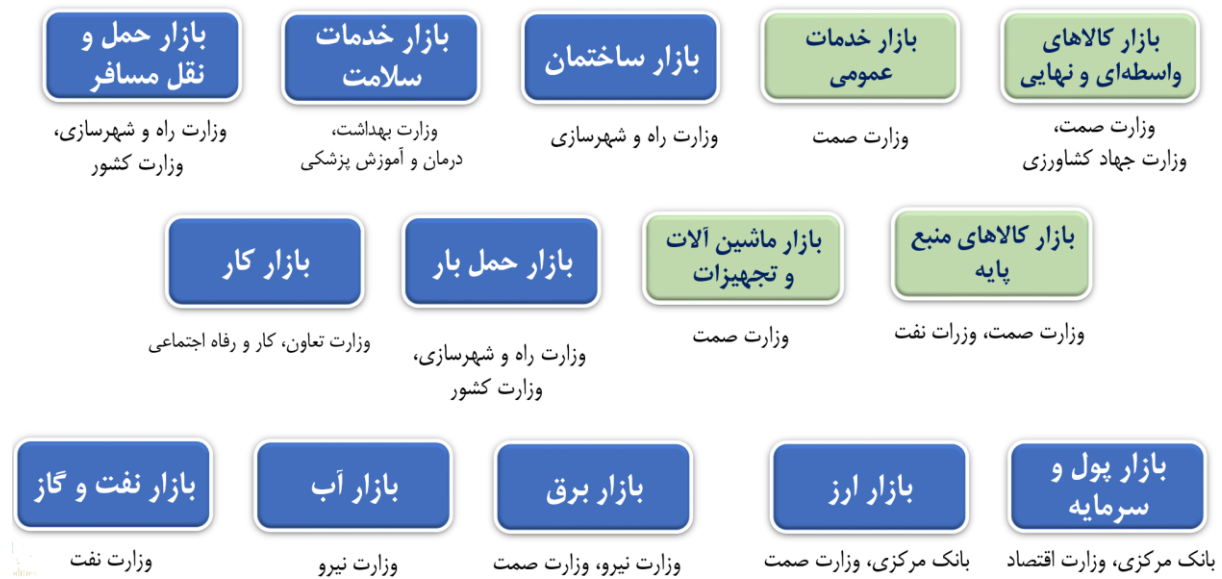 بازار کالاهای
واسطه‌ای و نهایی
وزارت صمت،
وزارت جهاد کشاورزی
بازار خدمات
عمومی
وزارت صمت
بازار ساختمان
وزارت راه و شهرسازی
بازار خدمات
سلامت
وزارت بهداشت،
درمان و آموزش پزشکی
بازار حمل و
نقل مسافر
وزارت راه و شهرسازی،
وزارت کشور
بازار کالاهای منبع
پایه
وزارت صمت، وزرات نفت
بازار ماشین آلات
و تجهیزات
وزارت صمت
بازار حمل بار
وزارت راه و شهرسازی،
وزارت کشور
بازار کار
وزارت تعاون، کار و رفاه اجتماعی
بازار پول و
سرمایه
بانک مرکزی، وزارت اقتصاد
بازار ارز
بانک مرکزی، وزارت صمت
بازار برق
وزارت نیرو، وزارت صمت
بازار آب
وزارت نیرو
بازار نفت و گاز
وزارت نفت